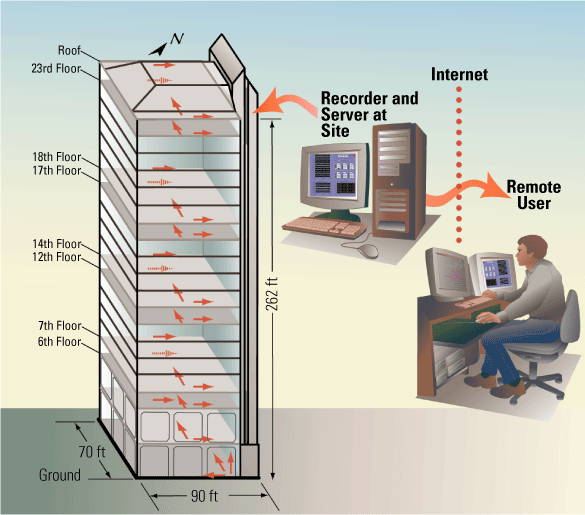 N
Roof
23rd Floor
18th Floor
17th Floor
14th Floor
12th Floor
7th Floor
6th Floor
Ground
70 ft
90 ft
262 ft
Recorder and
Server at
Site
Internet
Remote
User